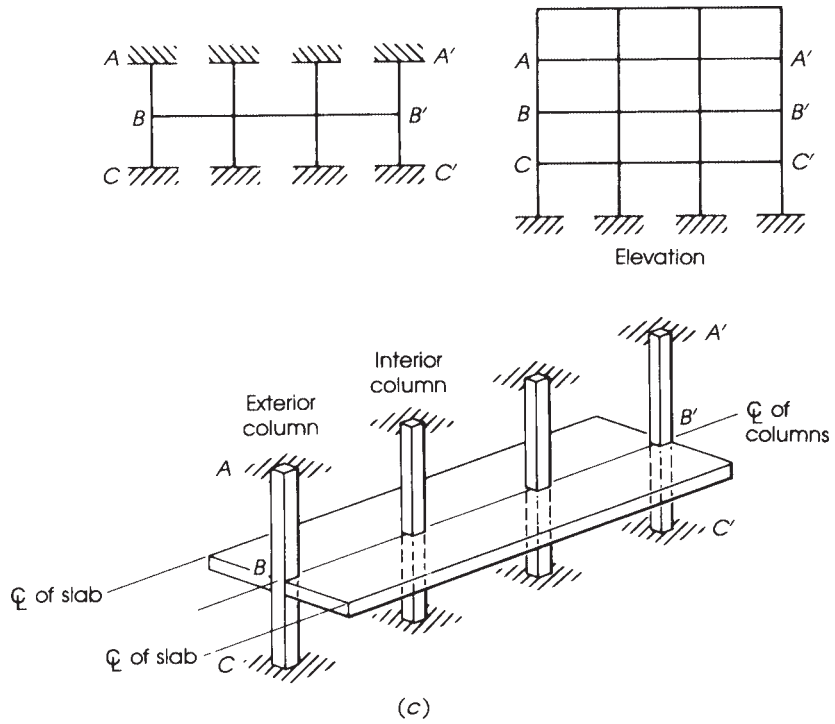 A
A'
B
B'
C
C'
A
A'
B
B'
C
C'
Elevation
Exterior
column
Interior
column
A
A'
B
B'
C
C'
℄ of
columns
℄ of slab
℄ of slab
(c)